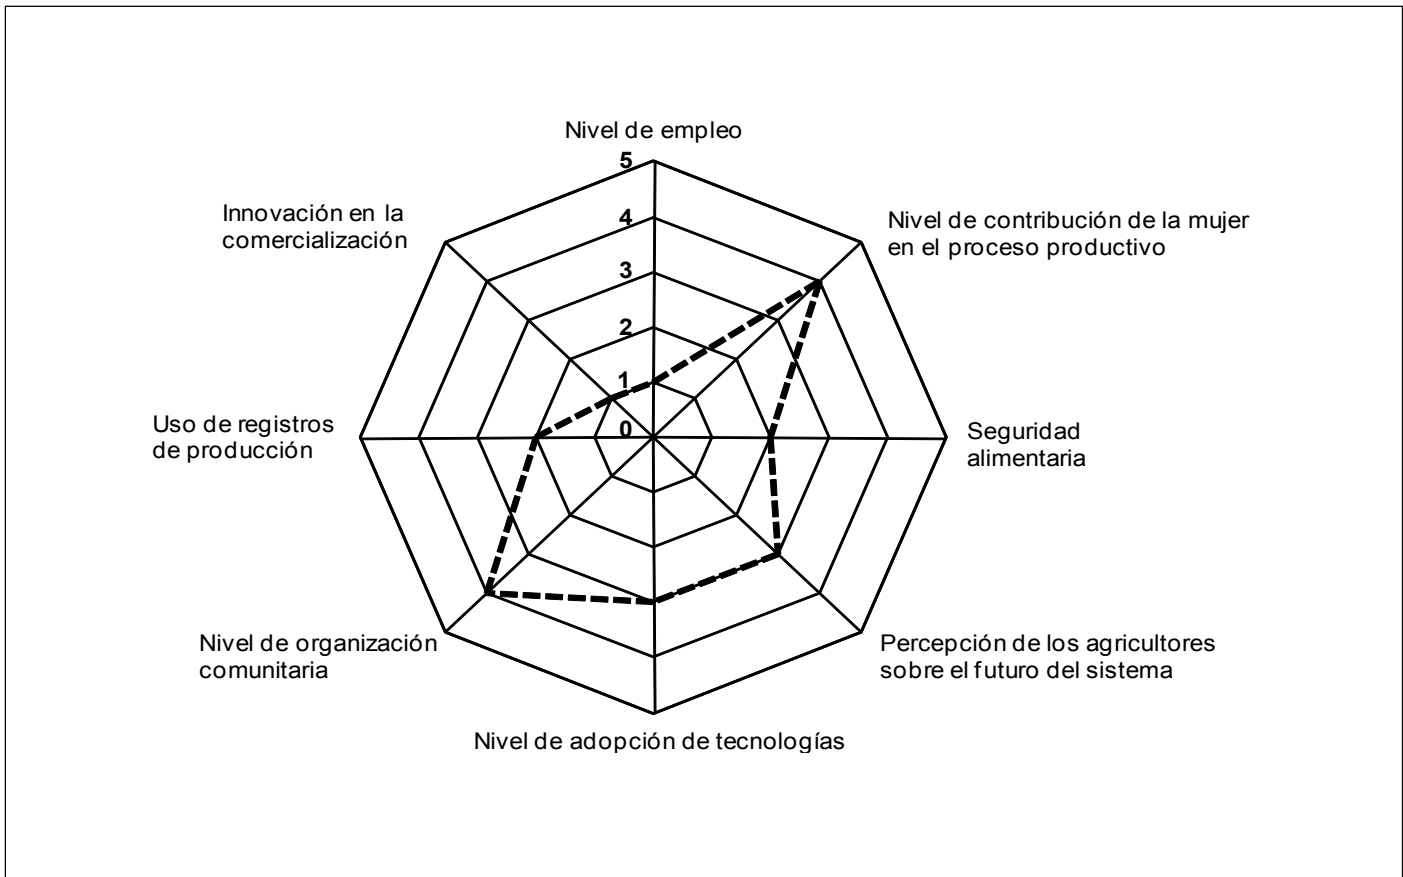 Nivel de empleo
5
Innovación en la
comercialización
4
Nivel de contribución de la mujer
en el proceso productivo
3
2
1
Uso de registros
de producción
0
Seguridad
alimentaria
Nivel de organización
comunitaria
Percepción de los agricultores
sobre el futuro del sistema
Nivel de adopción de tecnologías